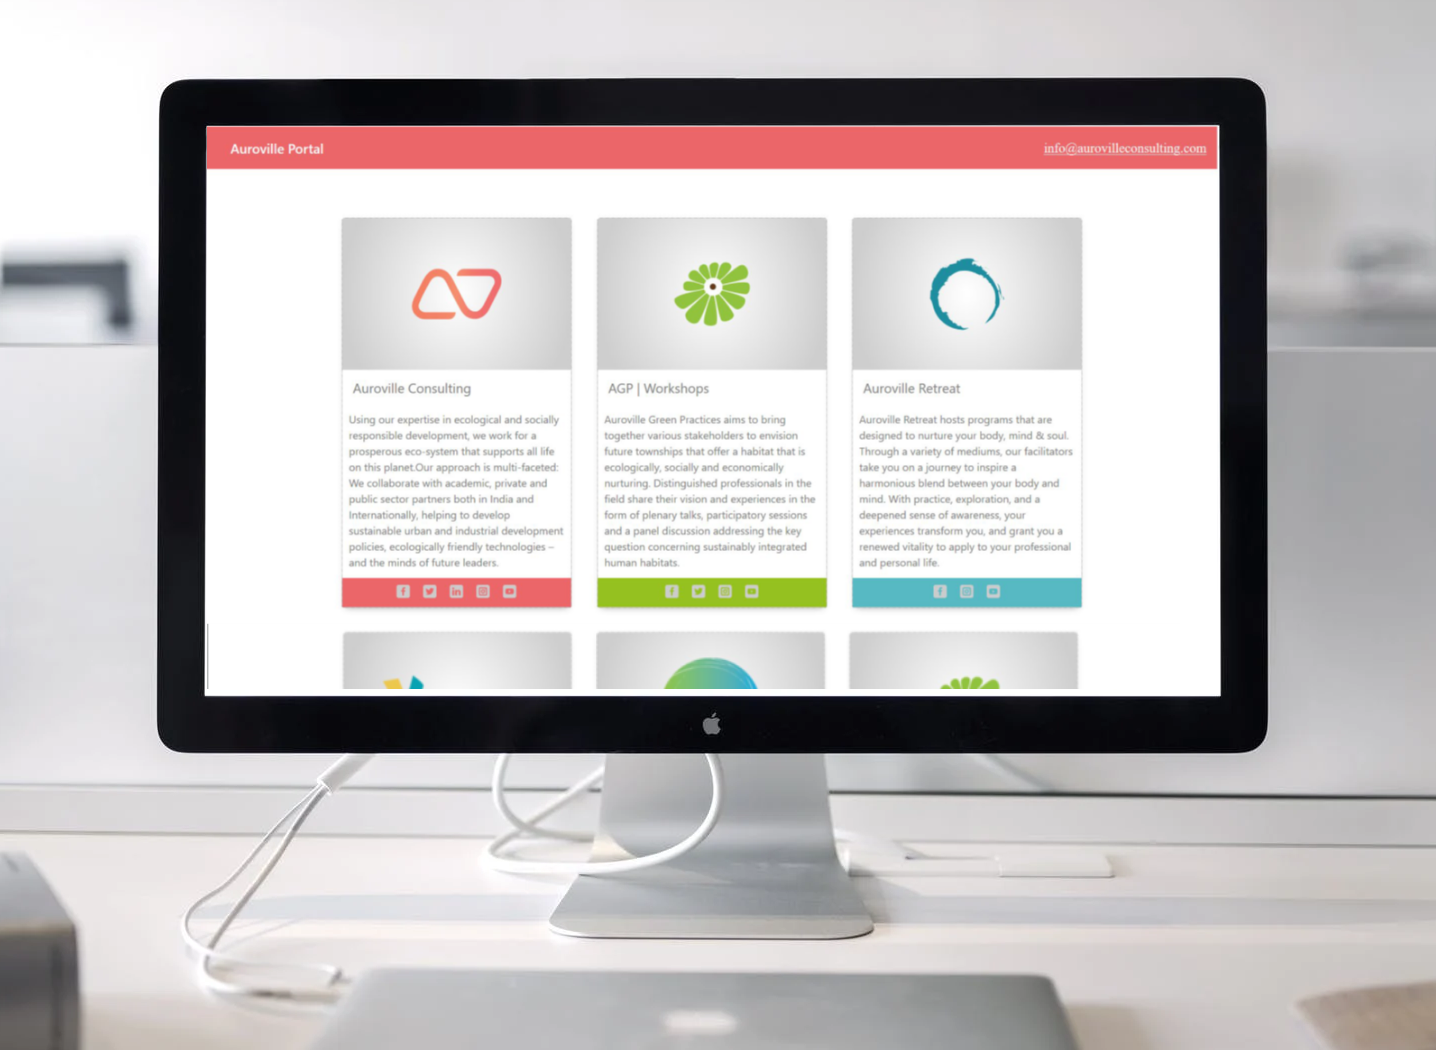 Auroville Portal
info@aurovilleconsulting.com
Auroville Consulting
Using our expertise in ecological and socially
responsible development, we work for a
prosperous eco-system that supports all life
on this planet.Our approach is multi-faceted:
We collaborate with academic, private and
public sector partners both in India and
Internationally, helping to develop
sustainable urban and industrial development
policies, ecologically friendly technologies –
and the minds of future leaders.
AGP | Workshops
Auroville Green Practices aims to bring
together various stakeholders to envision
future townships that offer a habitat that is
ecologically, socially and economically
nurturing. Distinguished professionals in the
field share their vision and experiences in the
form of plenary talks, participatory sessions
and a panel discussion addressing the key
question concerning sustainably integrated
human habitats.
Auroville Retreat
Auroville Retreat hosts programs that are
designed to nurture your body, mind & soul.
Through a variety of mediums, our facilitators
take you on a journey to inspire a
harmonious blend between your body and
mind. With practice, exploration, and a
deepened sense of awareness, your
experiences transform you, and grant you a
renewed vitality to apply to your professional
and personal life.